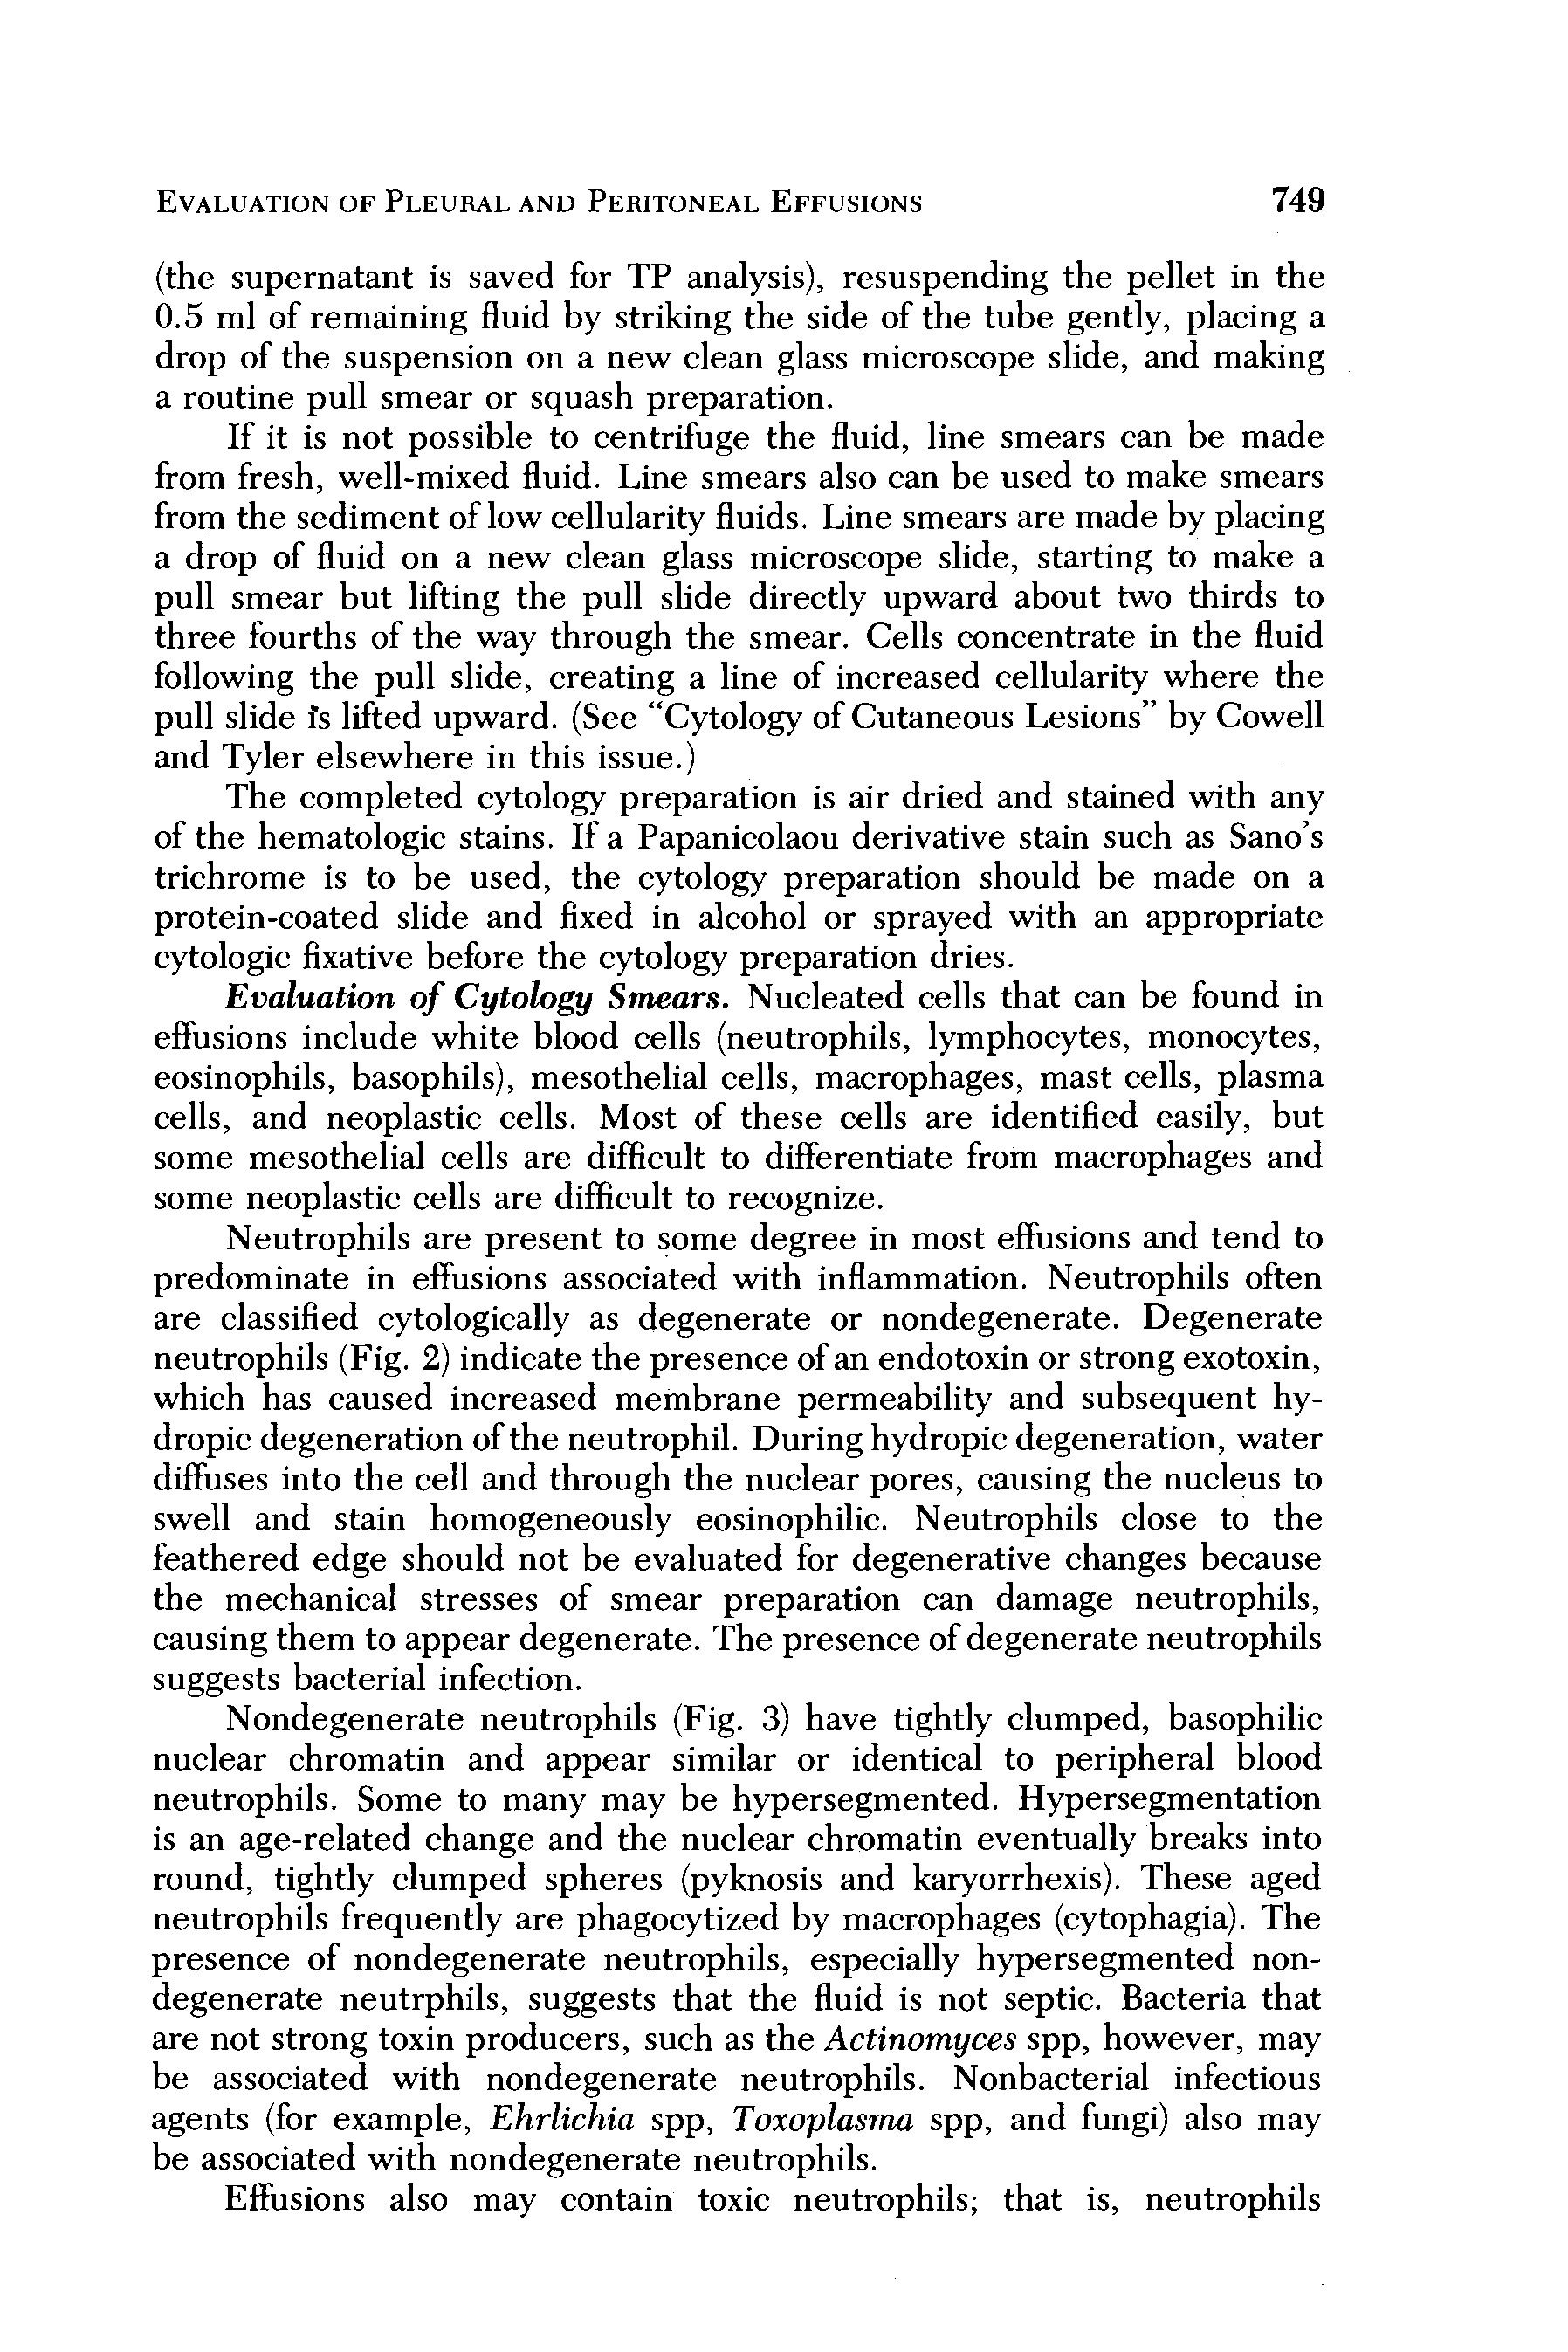 EVALUATION OF PLEURAL AND PERITONEAL EFFUSIONS 749
(the supernatant is saved for TP analysis), resuspending the pellet in the
0.5 ml of remaining fluid by striking the side of the tube gently, placing a
drop of the suspension on a new clean glass microscope slide, and making
a routine pull smear or squash preparation.
If it is not possible to centrifuge the fluid, line smears can be made
from fresh, well-mixed fluid. Line smears also can be used to make smears
from the sediment of low cellularity fluids. Line smears are made by placing
a drop of fluid on a new clean glass microscope slide, starting to make a
pull smear but lifting the pull slide directly upward about two thirds to
three fourths of the way through the smear. Cells concentrate in the fluid
following the pull slide, creating a line of increased cellularity where the
pull slide is lifted upward. (See “Cytology of Cutaneous Lesions” by Cowell
and Tyler elsewhere in this issue.)
The completed cytology preparation is air dried and stained with any
of the hematologic stains. If a Papanicolaou derivative stain such as Sano’s
trichrome is to be used, the cytology preparation should be made on a
protein-coated slide and fixed in alcohol or sprayed with an appropriate
cytologic fixative before the cytology preparation dries.
Evaluation of Cytology Smears. Nucleated cells that can be found in
effusions include white blood cells (neutrophils, lymphocytes, monocytes,
eosinophils, basophils), mesothelial cells, macrophages, mast cells, plasma
cells, and neoplastic cells. Most of these cells are identified easily, but
some mesothelial cells are difficult to differentiate from macrophages and
some neoplastic cells are difficult to recognize.
Neutrophils are present to some degree in most effusions and tend to
predominate in effusions associated with inflammation. Neutrophils often
are classified cytologically as degenerate or nondegenerate. Degenerate
neutrophils (Fig. 2) indicate the presence of an endotoxin or strong exotoxin,
which has caused increased membrane permeability and subsequent hy-
dropic degeneration of the neutrophil. During hydropic degeneration, water
diffuses into the cell and through the nuclear pores, causing the nucleus to
swell and stain homogeneously eosinophilic. Neutrophils close to the
feathered edge should not be evaluated for degenerative changes because
the mechanical stresses of smear preparation can damage neutrophils,
causing them to appear degenerate. The presence of degenerate neutrophils
suggests bacterial infection.
Nondegenerate neutrophils (Fig. 3) have tightly clumped, basophilic
nuclear chromatin and appear similar or identical to peripheral blood
neutrophils. Some to many may be hypersegmented. Hypersegmentation
is an age-related change and the nuclear chromatin eventually breaks into
round, tightly clumped spheres (pyknosis and karyorrhexis). These aged
neutrophils frequently are phagocytized by macrophages (cytophagia). The
presence of nondegenerate neutrophils, especially hypersegmented non-
degenerate neutrphils, suggests that the fluid is not septic. Bacteria that
are not strong toxin producers, such as the Actinomyces spp, however, may
be associated with nondegenerate neutrophils. Nonbacterial infectious
agents (for example, Ehrlichia spp, Toxoplasma spp, and fungi) also may
be associated with nondegenerate neutrophils.
Effusions also may contain toxic neutrophils; that is, neutrophils